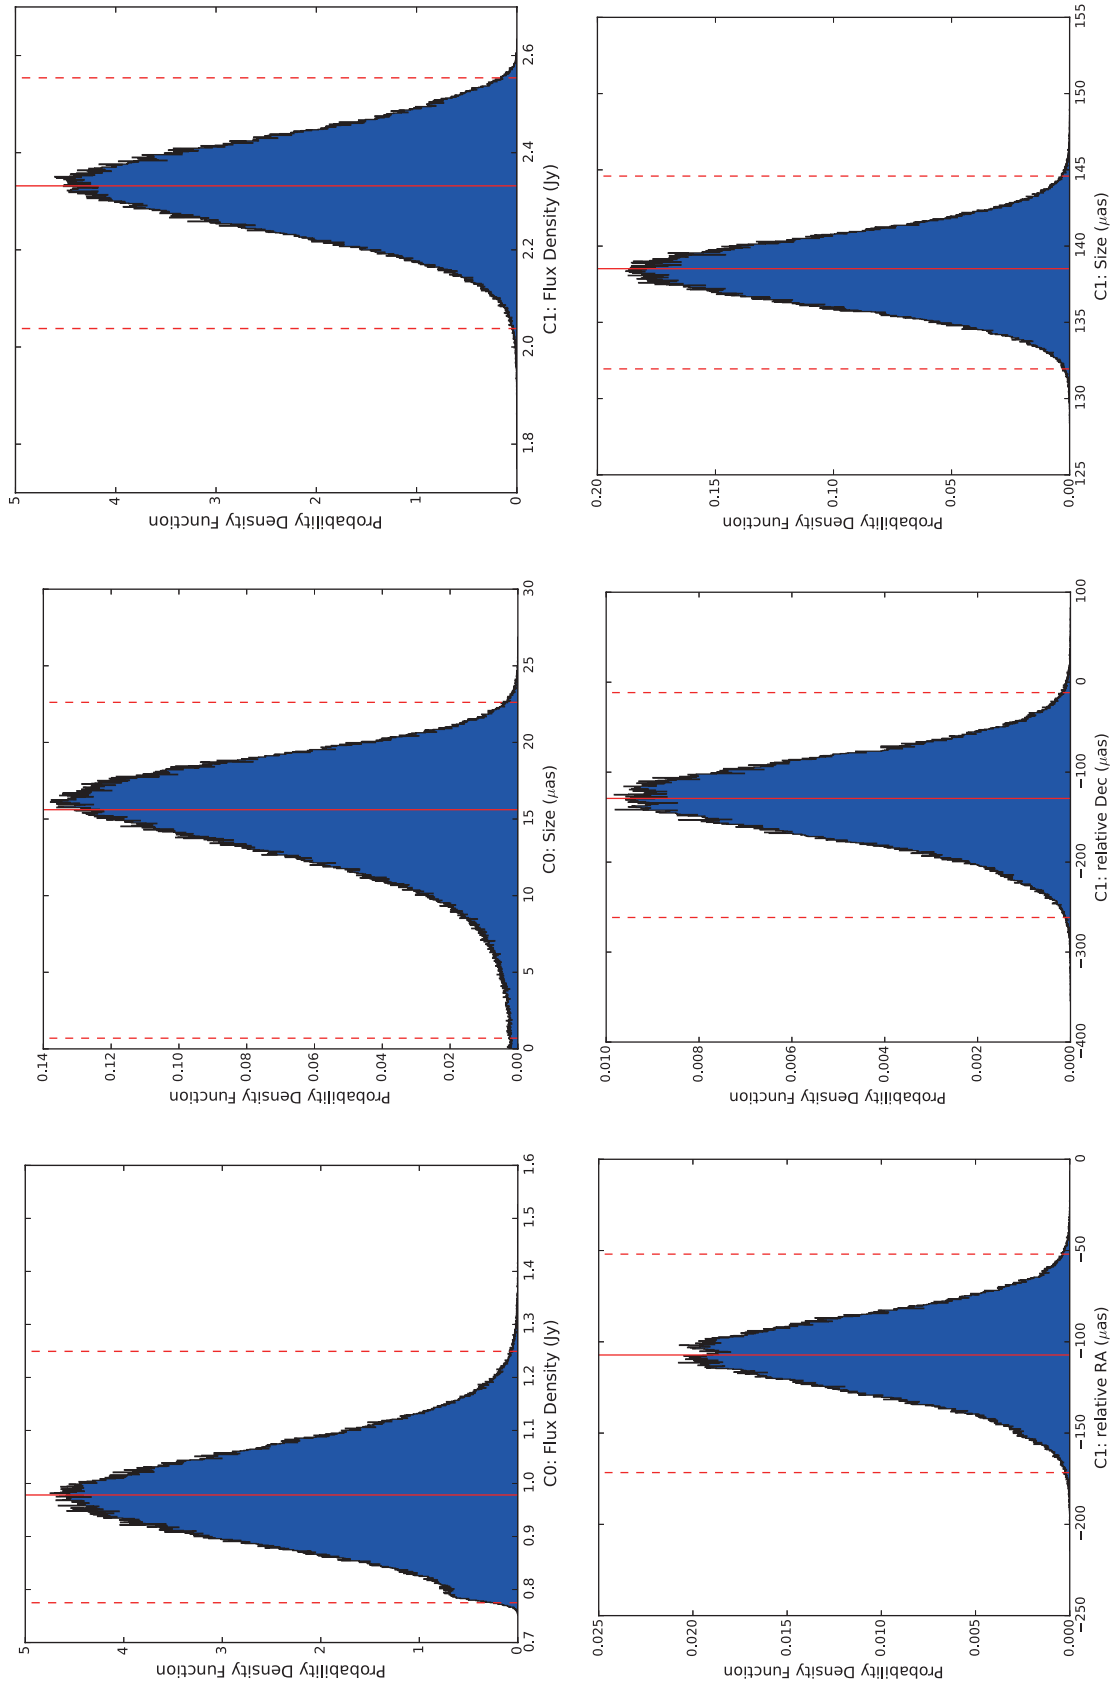 5
4
3
2
1
0
Probability Density Function
0.7 0.8 0.9 1.0 1.1 1.2 1.3 1.4 1.5 1.6
C0: Flux Density (Jy)
0.14
0.12
0.10
0.08
0.06
0.04
0.02
0.00
Probability Density Function
0 5 10 15 20 25 30
C0: Size (μas)
5
4
3
2
1
0
Probability Density Function
1.8 2.0 2.2 2.4 2.6
C1: Flux Density (Jy)
0.025
0.020
0.015
0.010
0.005
0.000
Probability Density Function
−250 −200 −150 −100 −50 0
C1: relative RA (μas)
0.010
0.008
0.006
0.004
0.002
0.000
Probability Density Function
−400 −300 −200 −100 0 100
C1: relative Dec (μas)
0.20
0.15
0.10
0.05
0.00
Probability Density Function
125 130 135 140 145 150 155
C1: Size (μas)